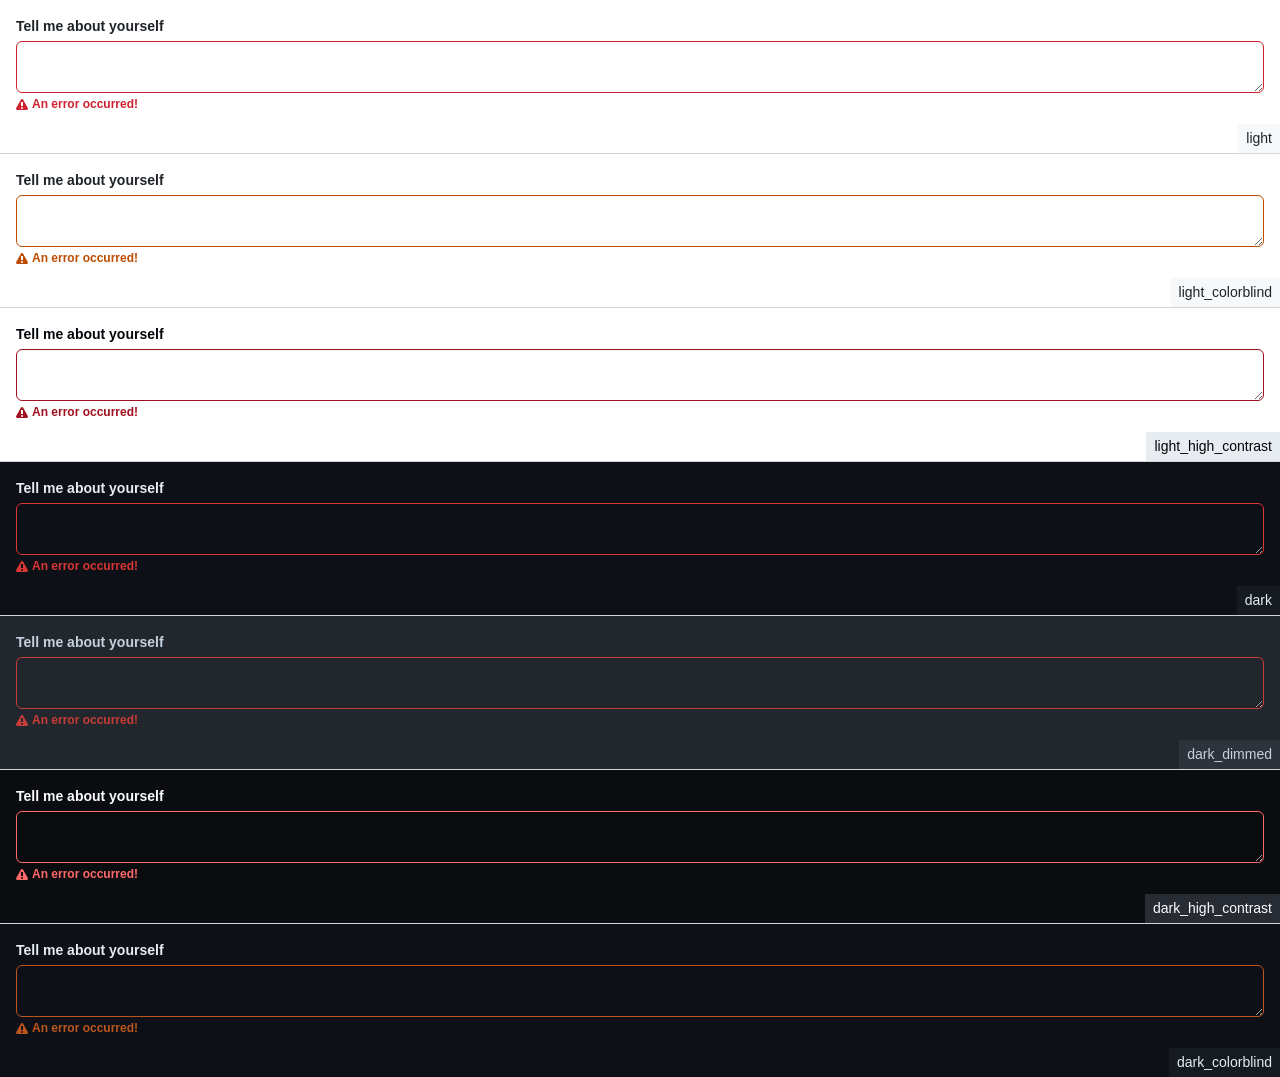 Tell me about yourself
An error occurred!
light
Tell me about yourself
An error occurred!
light_colorblind
Tell me about yourself
An error occurred!
light_high_contrast
Tell me about yourself
An error occurred!
dark
Tell me about yourself
An error occurred!
dark_dimmed
Tell me about yourself
An error occurred!
dark_high_contrast
Tell me about yourself
An error occurred!
dark_colorblind